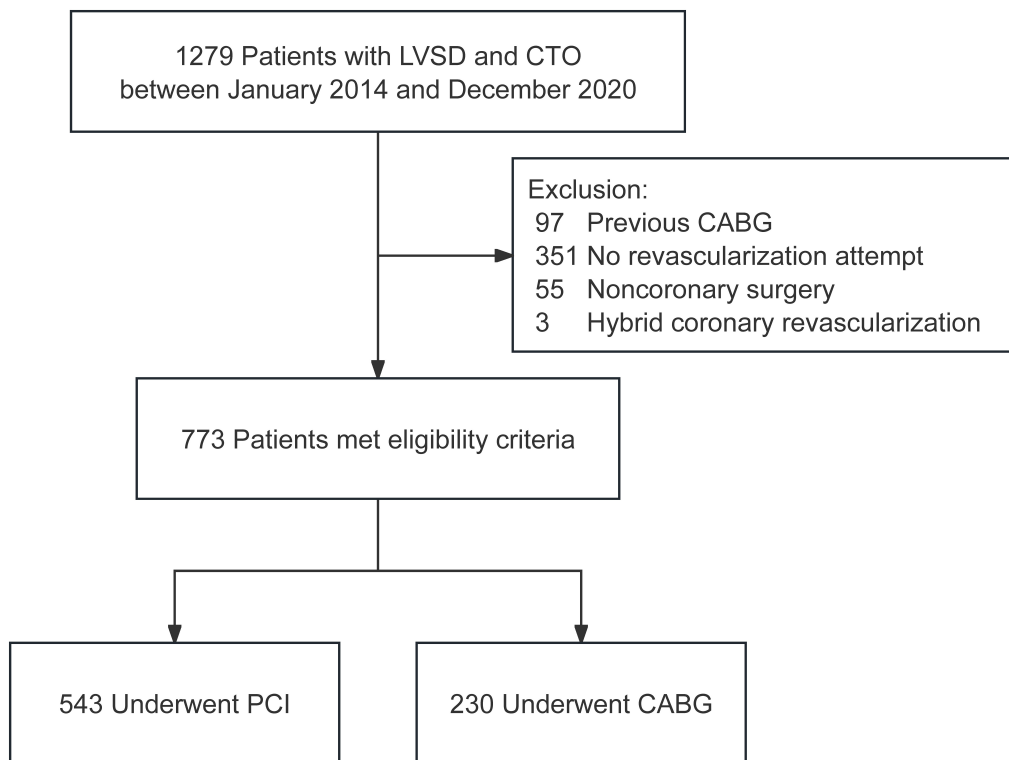 1279 Patients with LVSD and CTO
between January 2014 and December 2020
Exclusion:
97 Previous CABG
351 No revascularization attempt
55 Noncoronary surgery
3 Hybrid coronary revascularization
773 Patients met eligibility criteria
543 Underwent PCI
230 Underwent CABG